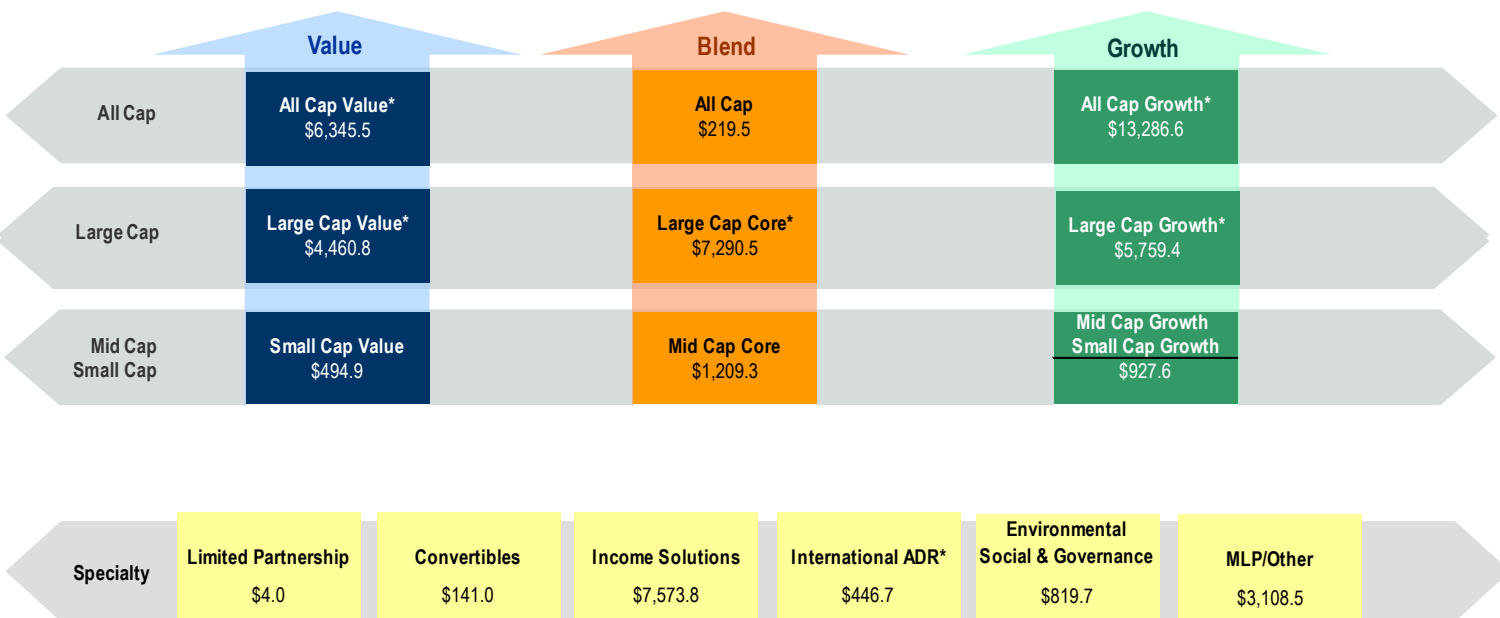 Value
Blend
Growth
All Cap
All Cap Value*
$6,345.5
All Cap
$219.5
All Cap Growth*
$13,286.6
Large Cap
Large Cap Value*
$4,460.8
Large Cap Core*
$7,290.5
Large Cap Growth*
$5,759.4
Mid Cap
Small Cap
Small Cap Value
$494.9
Mid Cap Core
$1,209.3
Mid Cap Growth
Small Cap Growth
$927.6
Specialty
Limited Partnership
$4.0
Convertibles
$141.0
Income Solutions
$7,573.8
International ADR*
$446.7
Environmental
Social & Governance
$819.7
MLP/Other
$3,108.5